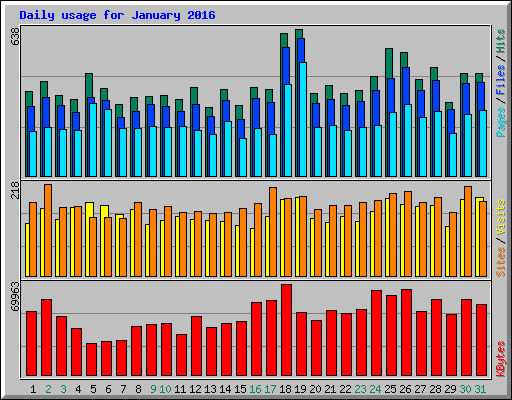 Daily usage for January 2016
638
Pages / Files / Hits
218
Sites / Visits
69963
KBytes
1 2 3 4 5 6 7 8 9 10 11 12 13 14 15 16 17 18 19 20 21 22 23 24 25 26 27 28 29 30 31